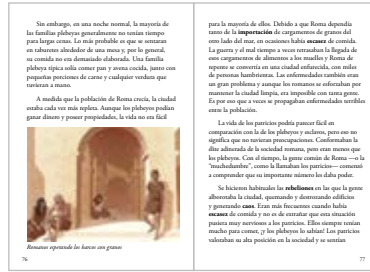 Sin embargo, en una noche normal, la mayoría de
las familias plebeyas generalmente no tenían tiempo
para largas cenas. Lo más probable es que se sentaran
en taburetes alrededor de una mesa y, por lo general,
su comida no era demasiado elaborada. Una familia
plebeya típica solía comer pan y avena cocida, junto con
pequeñas porciones de carne y cualquier verdura que
tuvieran a mano.
A medida que la población de Roma crecía, la ciudad
estaba cada vez más repleta. Aunque los plebeyos podían
ganar dinero y poseer propiedades, la vida no era fácil
Romanos esperando los barcos con granos
76
para la mayoría de ellos. Debido a que Roma dependía
tanto de la importación de cargamentos de granos del
otro lado del mar, en ocasiones había escasez de comida.
La guerra y el mal tiempo a veces retrasaban la llegada de
esos cargamentos de alimentos a los muelles y Roma de
repente se convertía en una ciudad enfurecida, con miles
de personas hambrientas. Las enfermedades también eran
un gran problema y aunque los romanos se esforzaban por
mantener la ciudad limpia, era imposible con tanta gente.
Es por eso que a veces se propagaban enfermedades terribles
entre la población.
La vida de los patricios podría parecer fácil en
comparación con la de los plebeyos y esclavos, pero eso no
significa que no tuvieran preocupaciones. Conformaban la
élite adinerada de la sociedad romana, pero eran menos que
los plebeyos. Con el tiempo, la gente común de Roma —o la
"muchedumbre", como la llamaban los patricios— comenzó
a comprender que su importante número les daba poder.
Se hicieron habituales las rebeliones en las que la gente
alborotaba la ciudad, quemando y destrozando edificios
y generando caos. Eran más frecuentes cuando había
escasez de comida y no es de extrañar que esta situación
pusiera muy nerviosos a los patricios. Ellos siempre tenían
mucho para comer, ¡y los plebeyos lo sabían! Los patricios
valoraban su alta posición en la sociedad y se sentían
77